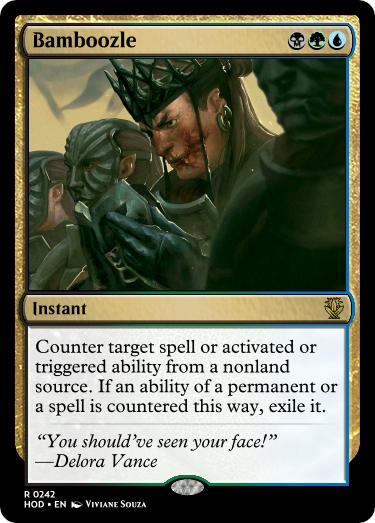 Bamboozle
Instant
Counter target spell or activated or
triggered ability from a nonland
source. If an ability of a permanent or
a spell is countered this way, exile it.
“You should’ve seen your face!”
—Delora Vance
R 0242
HOD • EN Viviane Souza